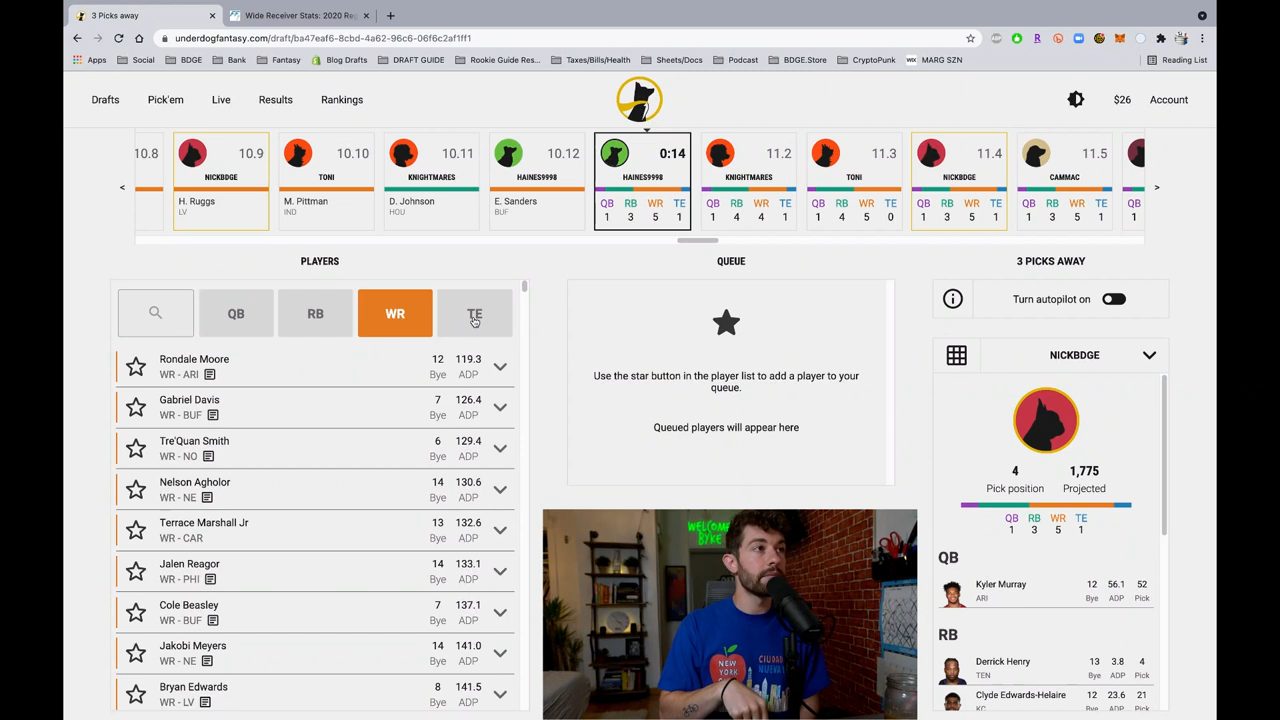 3 Picks away
Wide Receiver Stats: 2020 Re
underdogfantasy.com/draft/ba47eaf6-8cbd-4a62-96c6-06f6c2af1ff1
Apps Social BDGE Bank Fantasy Blog Drafts DRAFT GUIDE Rookie Guide Res... Taxes/Bills/Health Sheets/Docs Podcast BDGE.Store CryptoPunk WIX MARG SZN Reading List
Drafts Pick'em Live Results Rankings $26 Account
10.8 10.9 10.10 10.11 10.12 0:14 11.2 11.3 11.4 11.5
NICKBDGE TONI KNIGHTMARES HAINES9998 HAINES9998 KNIGHTMARES TONI NICKBDGE CAMMAC
H. Ruggs M. Pittman D. Johnson E. Sanders QB RB WR TE QB RB WR TE QB RB WR TE QB RB WR TE QB RB WR TE QB
LV IND HOU BUF 1 3 5 1 1 4 4 1 1 4 5 0 1 3 5 1 1 3 5 1 1
< >
PLAYERS QUEUE 3 PICKS AWAY
QB RB WR TE
Turn autopilot on
Rondale Moore 12 119.3
WR - ARI Bye ADP
Gabriel Davis 7 126.4
WR - BUF Bye ADP
Tre'Quan Smith 6 129.4
WR - NO Bye ADP
Nelson Agholor 14 130.6
WR - NE Bye ADP
Terrace Marshall Jr 13 132.6
WR - CAR Bye ADP
Jalen Reagor 14 133.1
WR - PHI Bye ADP
Cole Beasley 7 137.1
WR - BUF Bye ADP
Jakobi Meyers 14 141.0
WR - NE Bye ADP
Bryan Edwards 8 141.5
WR - LV Bye ADP
Use the star button in the player list to add a player to your
queue.
Queued players will appear here
NICKBDGE
4 1,775
Pick position Projected
QB RB WR TE
1 3 5 1
QB
Kyler Murray 12 56.1 52
ARI Bye ADP Pick
RB
Derrick Henry 13 3.8 4
TEN Bye ADP Pick
Clyde Edwards-Helaire 12 23.6 21
KC Bye ADP Pick
WELCOME
BYKE
NEW
CIUDAD